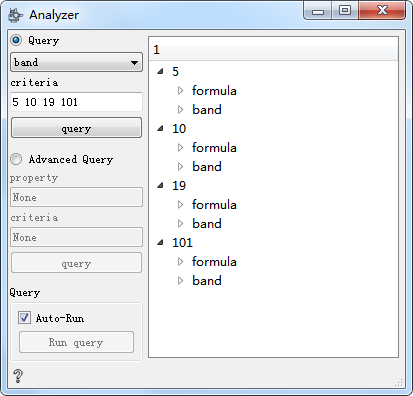 Analyzer
Query
band
criteria
5 10 19 101
query
Advanced Query
property
None
criteria
None
query
Query
Auto-Run
Run query
1
5
formula
band
10
formula
band
19
formula
band
101
formula
band